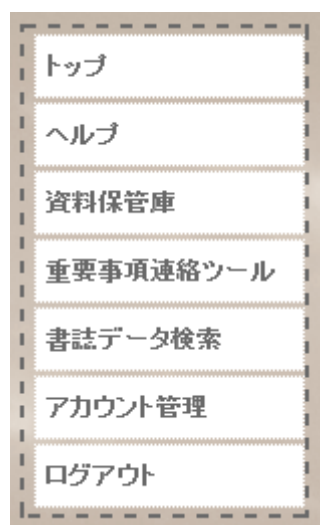 トップ
ヘルプ
資料保管庫
重要事項連絡ツール
書誌データ検索
アカウント管理
ログアウト